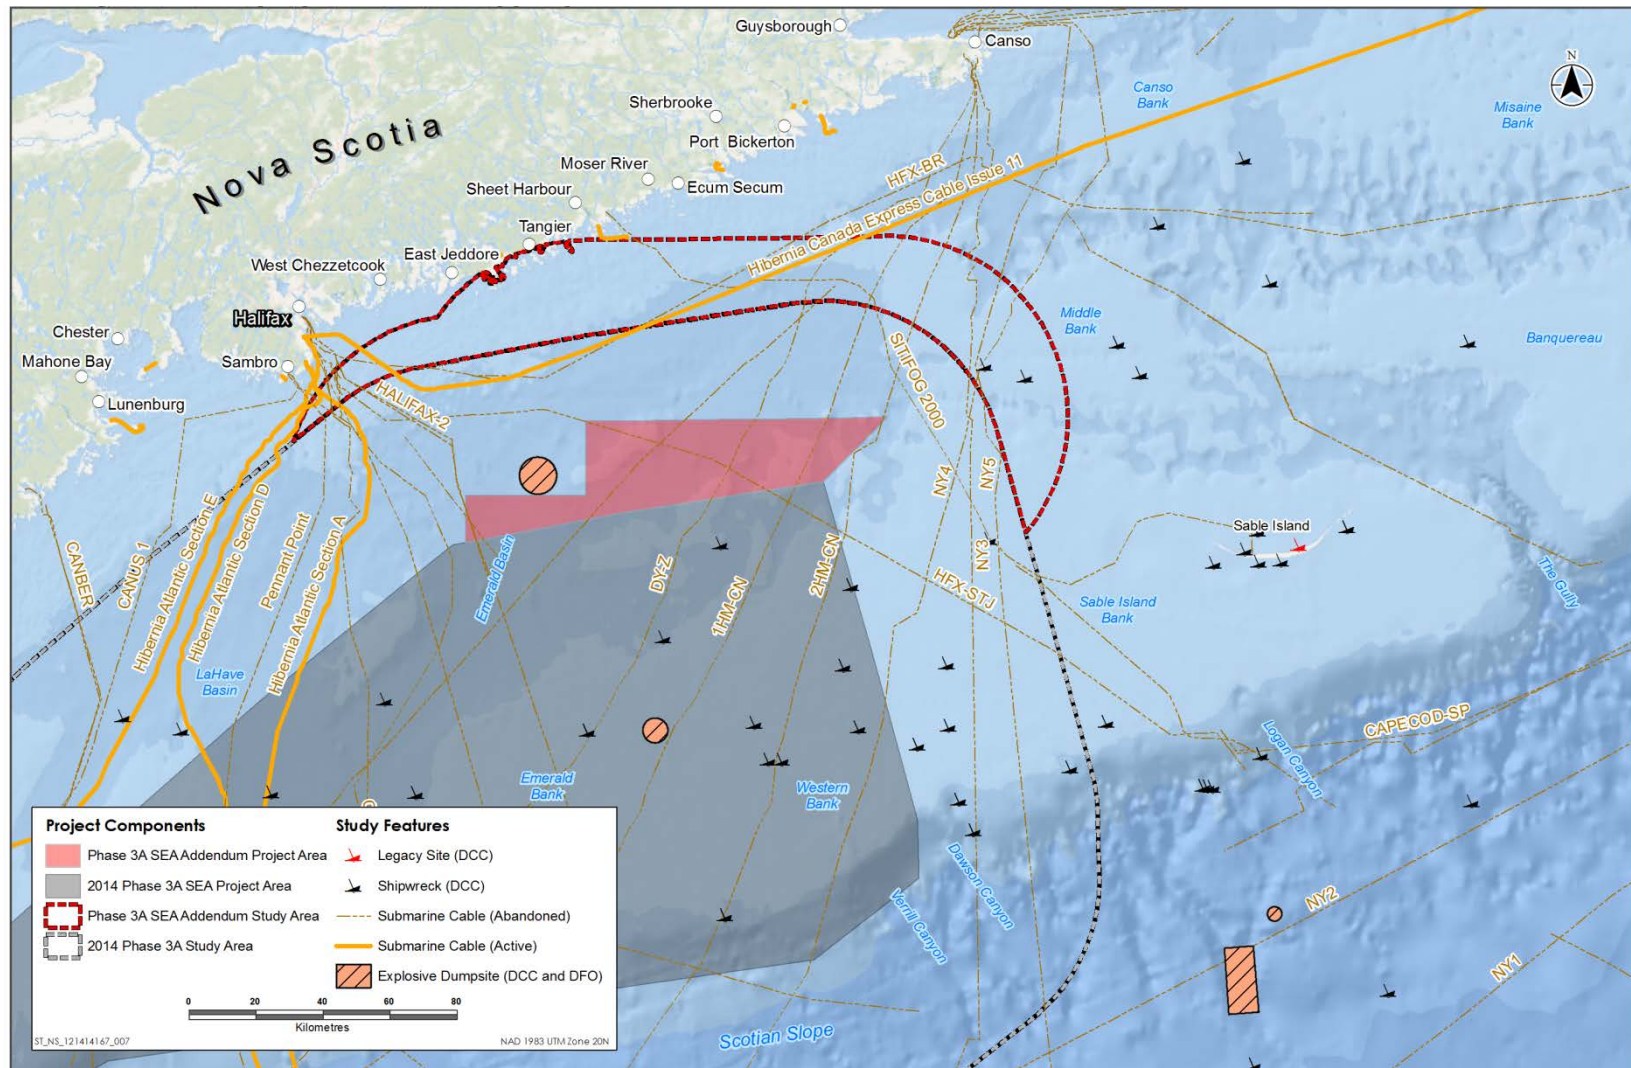 Guysborough
Canso
N
Canso
Bank
Misaine
Bank
Sherbrooke
Port Bickerton
Nova Scotia
Moser River
Ecum Secum
Sheet Harbour
HFX-BR
Hibernia Canada Express Cable Issue 11
Tangier
East Jeddore
West Chezzetcook
Halifax
Chester
Mahone Bay
Sambro
Lunenburg
HALIFAX-2
SITIFOG2000
Middle
Bank
Banquereau
NY4
NY5
NY3
Sable Island
The Gully
CANBER
CANUS 1
Hibernia Atlantic Section E
Hibernia Atlantic Section D
Pennant Point
Hibernia Atlantic Section A
Emerald Basin
DY-Z
1HM-CN
2HM-CN
HFX-STJ
Sable Island
Bank
LaHave
Basin
CAPECOD-SP
Logan Canyon
Emerald
Bank
Western
Bank
Dawson Canyon
Verrill Canyon
NY2
NY1
Scotian Slope
Project Components
Phase 3A SEA Addendum Project Area
2014 Phase 3A SEA Project Area
Phase 3A SEA Addendum Study Area
2014 Phase 3A Study Area
Study Features
Legacy Site (DCC)
Shipwreck (DCC)
Submarine Cable (Abandoned)
Submarine Cable (Active)
Explosive Dumpsite (DCC and DFO)
0 20 40 60 80
Kilometres
ST_NS_121414167_007
NAD 1983 UTM Zone 20N